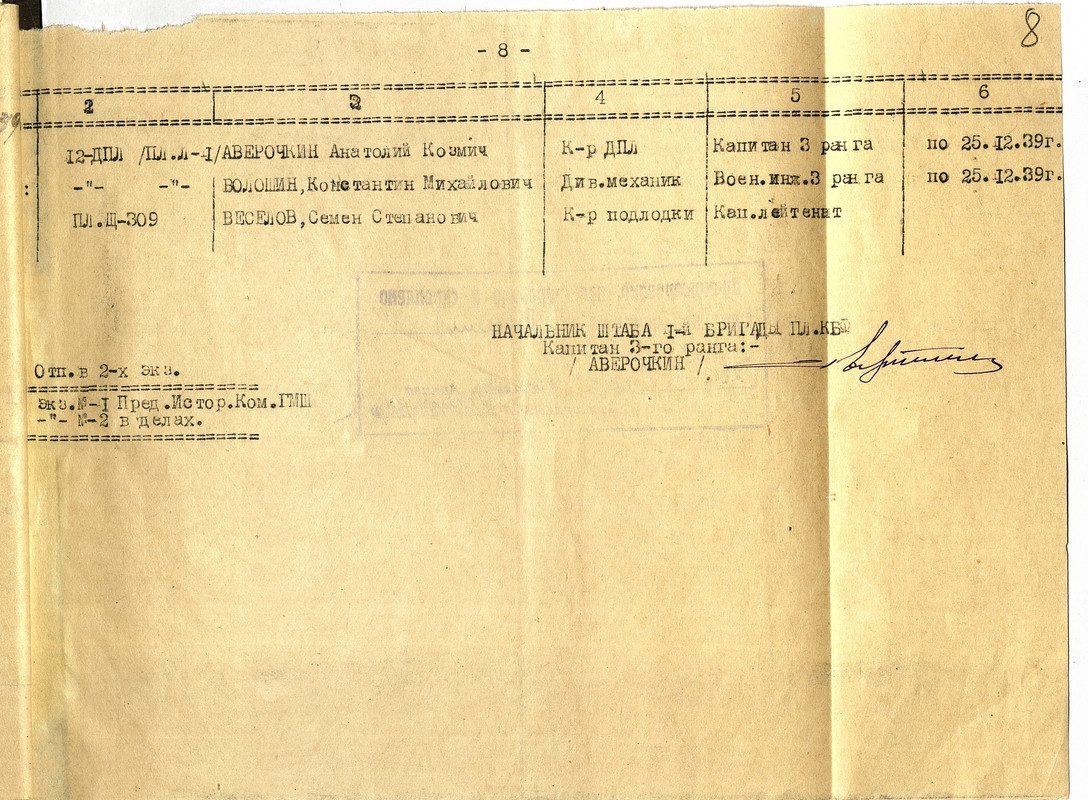 8
- 8 -
2 3 4 5 6
12-ДПЛ /ПЛ.Л-1/ АВЕРОЧКИН Анатолий Козмич К-р ДПЛ Капитан 3 ранга по 25.12.39г.
-"- -"- ВОЛОШИН,Константин Михайлович Див.механик Воен.инж.3 ранга по 25.12.39г.
ПЛ.Щ-309 ВЕСЕЛОВ,Семен Степанович К-р подлодки Кап.лейтенат
НАЧАЛЬНИК ШТАБА I-й БРИГАДЫ ПЛ.КБФ
Капитан 3-го ранга:-
/ АВЕРОЧКИН /
Отп.в 2-х экз.
экз.№-I Пред.Истор.Ком.ГМШ
-"- №-2 в делах.